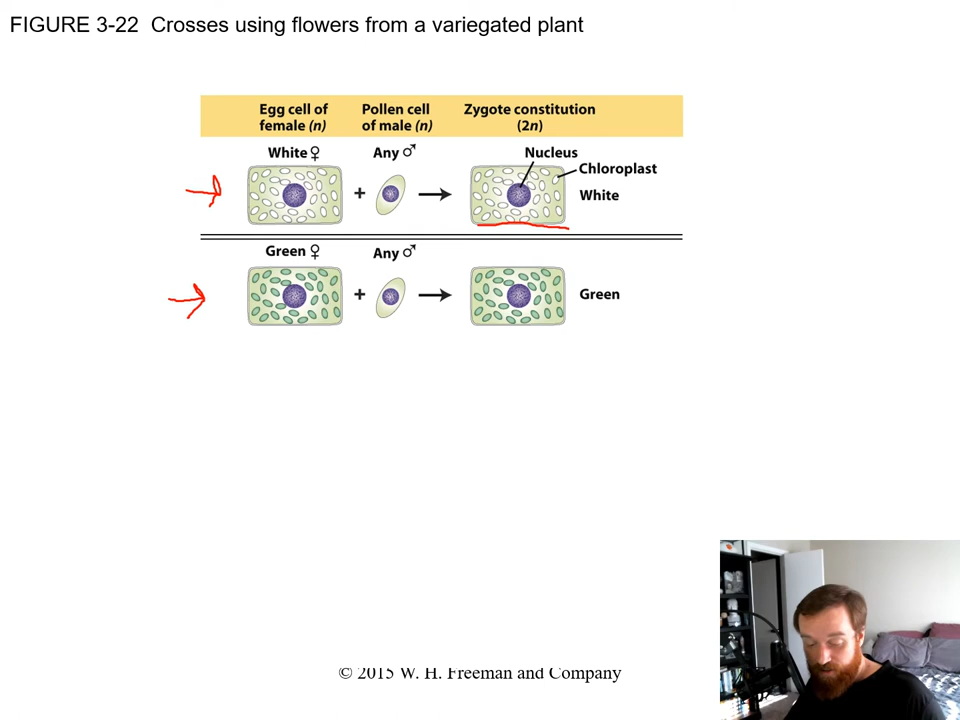 FIGURE 3-22 Crosses using flowers from a variegated plant
Egg cell of
female (n)
Pollen cell
of male (n)
Zygote constitution
(2n)
White ♀
Any ♂
Nucleus
Chloroplast
White
Green ♀
Any ♂
Green
© 2015 W. H. Freeman and Company